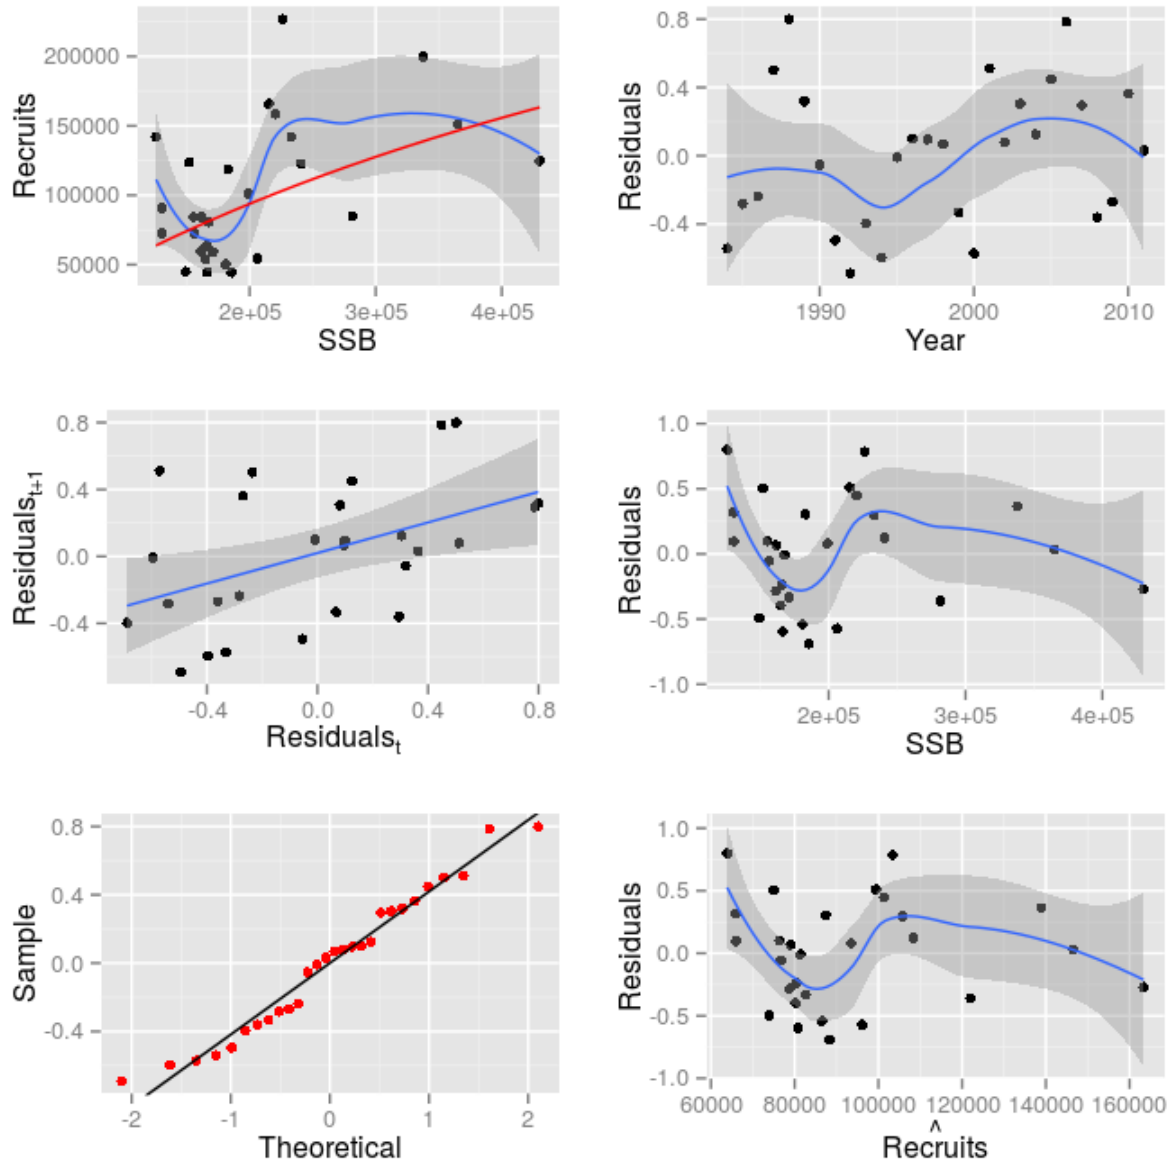 200000
150000
100000
50000
Recruits
2e+05 3e+05 4e+05
SSB
0.8
0.4
0.0
-0.4
Residuals
1990 2000 2010
Year
0.8
0.4
0.0
-0.4
Residuals t+1
-0.4 0.0 0.4 0.8
Residuals t
1.0
0.5
0.0
-0.5
-1.0
Residuals
2e+05 3e+05 4e+05
SSB
0.8
0.4
0.0
-0.4
Sample
-2 -1 0 1 2
Theoretical
1.0
0.5
0.0
-0.5
-1.0
Residuals
60000 80000 100000 120000 140000 160000
^
Recruits